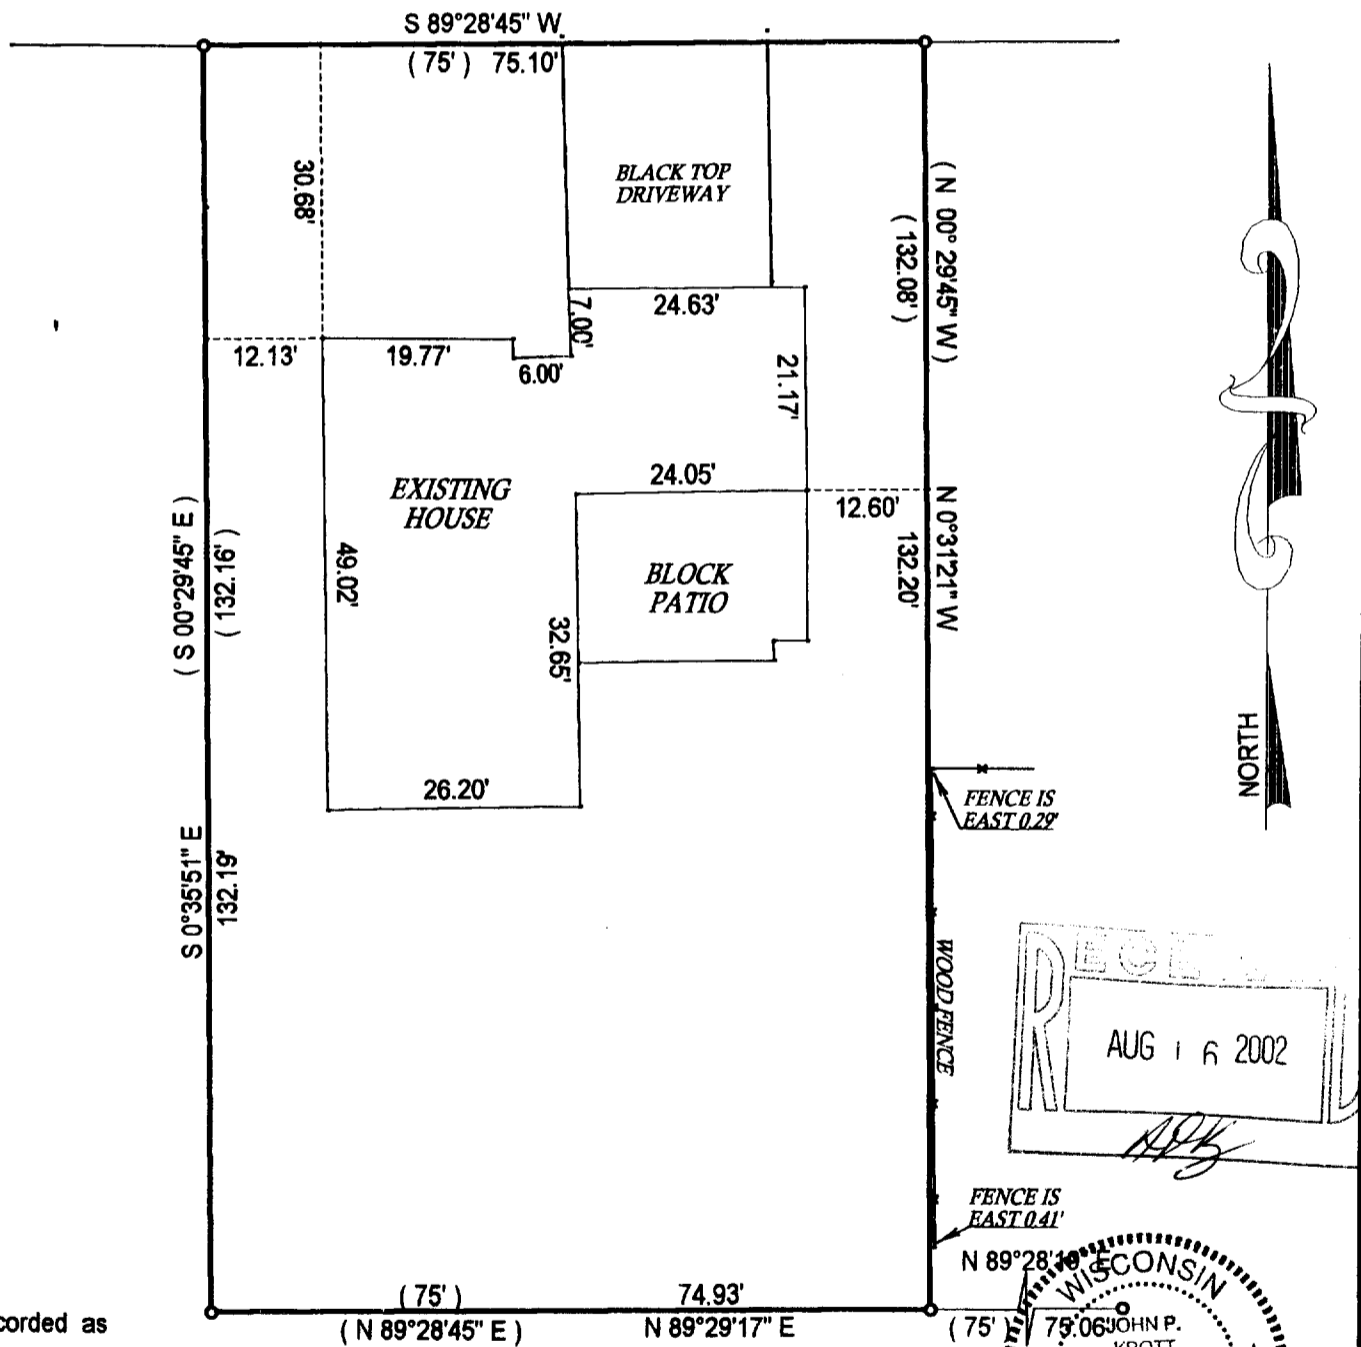 S 89°28'45" W
( 75' ) 75.10'
30.68'
BLACK TOP
DRIVEWAY
( N 00° 29'45" W )
( 132.08' )
24.63'
7.00'
12.13'
19.77'
6.00'
21.17'
24.05'
12.60'
EXISTING
HOUSE
N 0°31'21" W
132.20'
( S 00°29'45" E )
( 132.16' )
49.02'
BLOCK
PATIO
32.65'
NORTH
26.20'
FENCE IS
EAST 0.29'
S 0°35'51" E
132.19'
WOOD FENCE
AUG 16 2002
FENCE IS
EAST 0.41'
N 89°28' E
WISCONSIN
( 75' ) 74.93'
( N 89°28'45" E ) N 89°29'17" E
( 75' ) 75.06'
JOHN P.
corded as